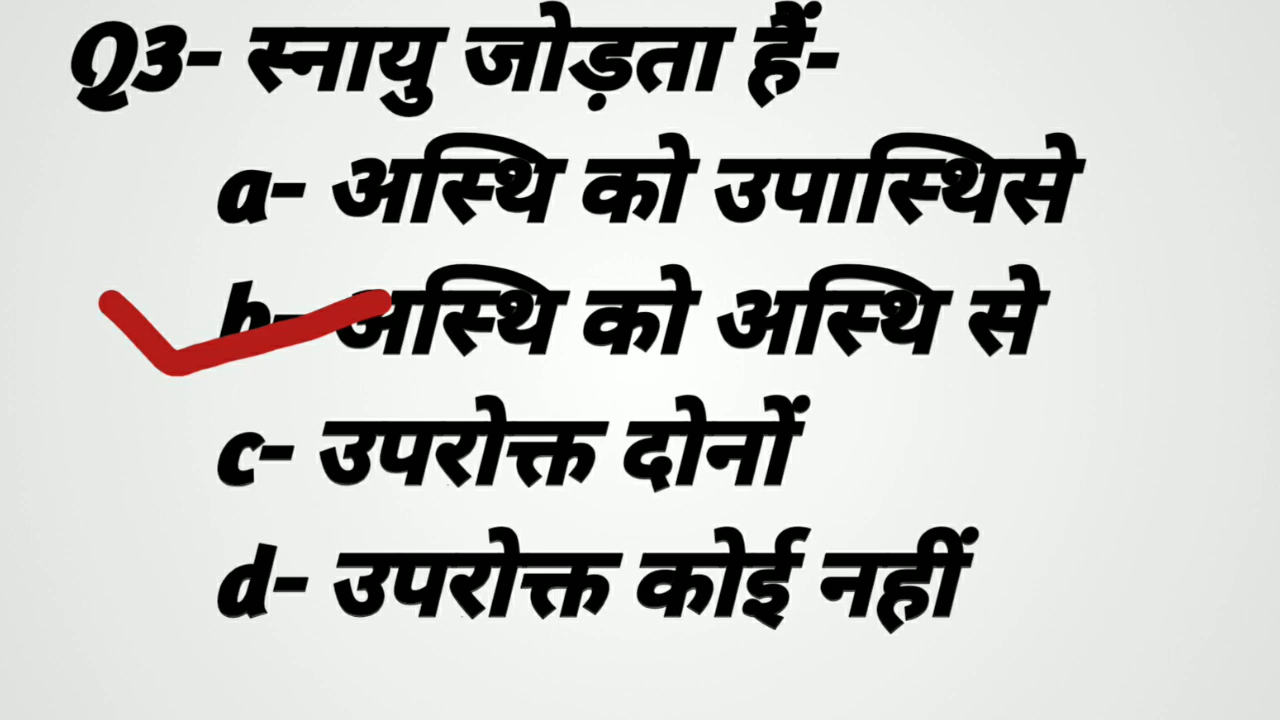 Q3- स्नायु जोड़ता हैं-
a- अस्थि को उपास्थिसे
b- अस्थि को अस्थि से
c- उपरोक्त दोनों
d- उपरोक्त कोई नहीं